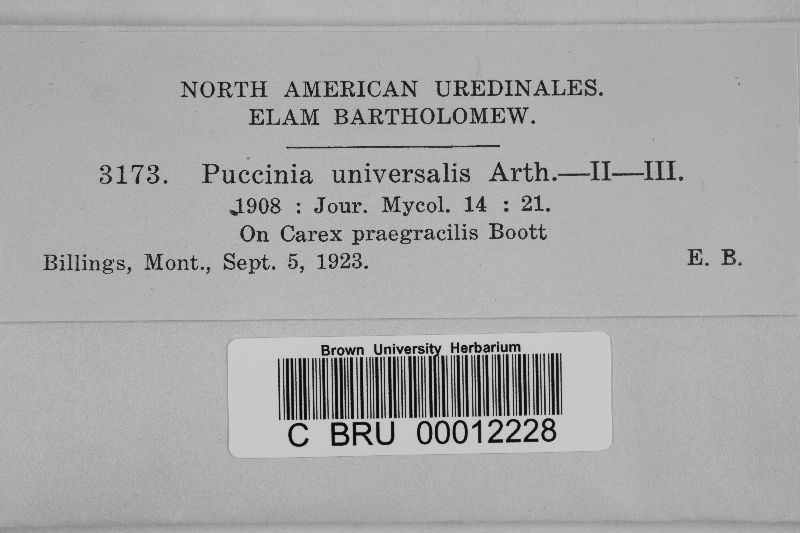 NORTH AMERICAN UREDINALES.
ELAM BARTHOLOMEW.
3173. Puccinia universalis Arth.—II—III.
1908 : Jour. Mycol. 14 : 21.
On Carex praegracilis Boott
Billings, Mont., Sept. 5, 1923. E. B.
Brown University Herbarium
C BRU 00012228